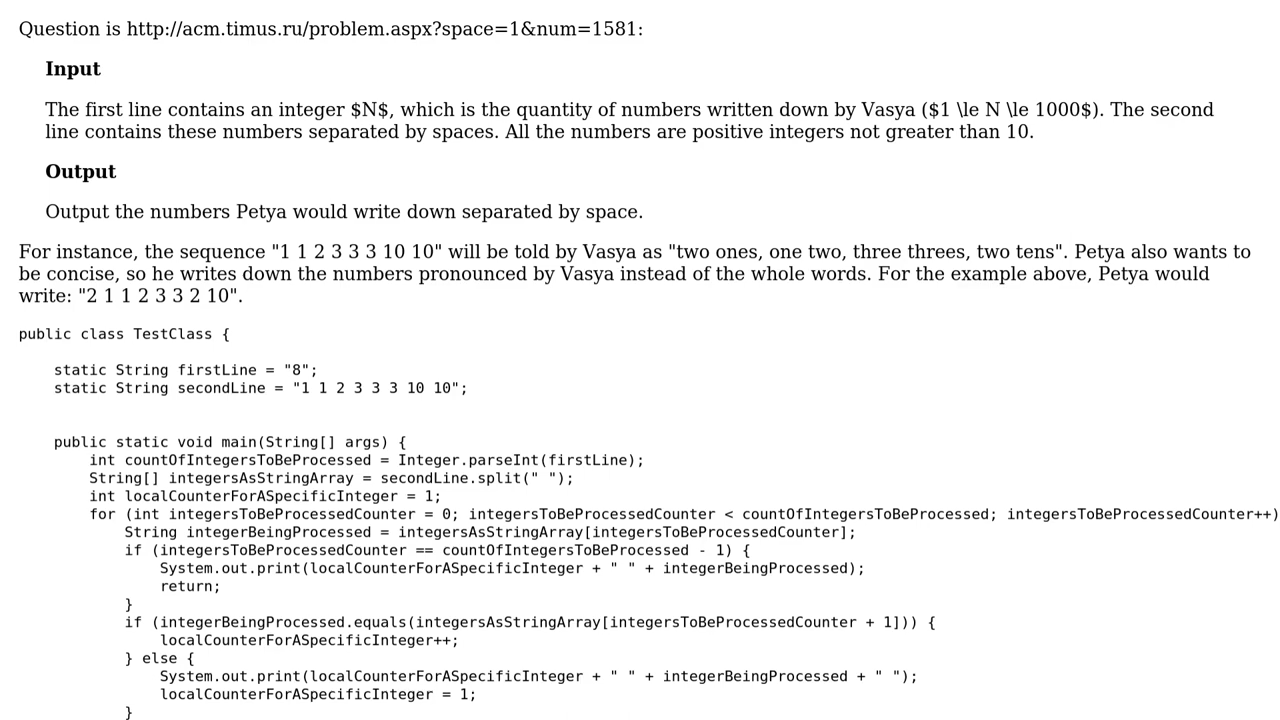 Question is http://acm.timus.ru/problem.aspx?space=1&num=1581:
Input
The first line contains an integer $N$, which is the quantity of numbers written down by Vasya ($1 \le N \le 1000$). The second
line contains these numbers separated by spaces. All the numbers are positive integers not greater than 10.
Output
Output the numbers Petya would write down separated by space.
For instance, the sequence "1 1 2 3 3 3 10 10" will be told by Vasya as "two ones, one two, three threes, two tens". Petya also wants to
be concise, so he writes down the numbers pronounced by Vasya instead of the whole words. For the example above, Petya would
write: "2 1 1 2 3 3 2 10".
public class TestClass {
    static String firstLine = "8";
    static String secondLine = "1 1 2 3 3 3 10 10";
    public static void main(String[] args) {
        int countOfIntegersToBeProcessed = Integer.parseInt(firstLine);
        String[] integersAsStringArray = secondLine.split(" ");
        int localCounterForASpecificInteger = 1;
        for (int integersToBeProcessedCounter = 0; integersToBeProcessedCounter < countOfIntegersToBeProcessed; integersToBeProcessedCounter++)
            String integerBeingProcessed = integersAsStringArray[integersToBeProcessedCounter];
            if (integersToBeProcessedCounter == countOfIntegersToBeProcessed - 1) {
                System.out.print(localCounterForASpecificInteger + " " + integerBeingProcessed);
                return;
            }
            if (integerBeingProcessed.equals(integersAsStringArray[integersToBeProcessedCounter + 1])) {
                localCounterForASpecificInteger++;
            } else {
                System.out.print(localCounterForASpecificInteger + " " + integerBeingProcessed + " ");
                localCounterForASpecificInteger = 1;
            }